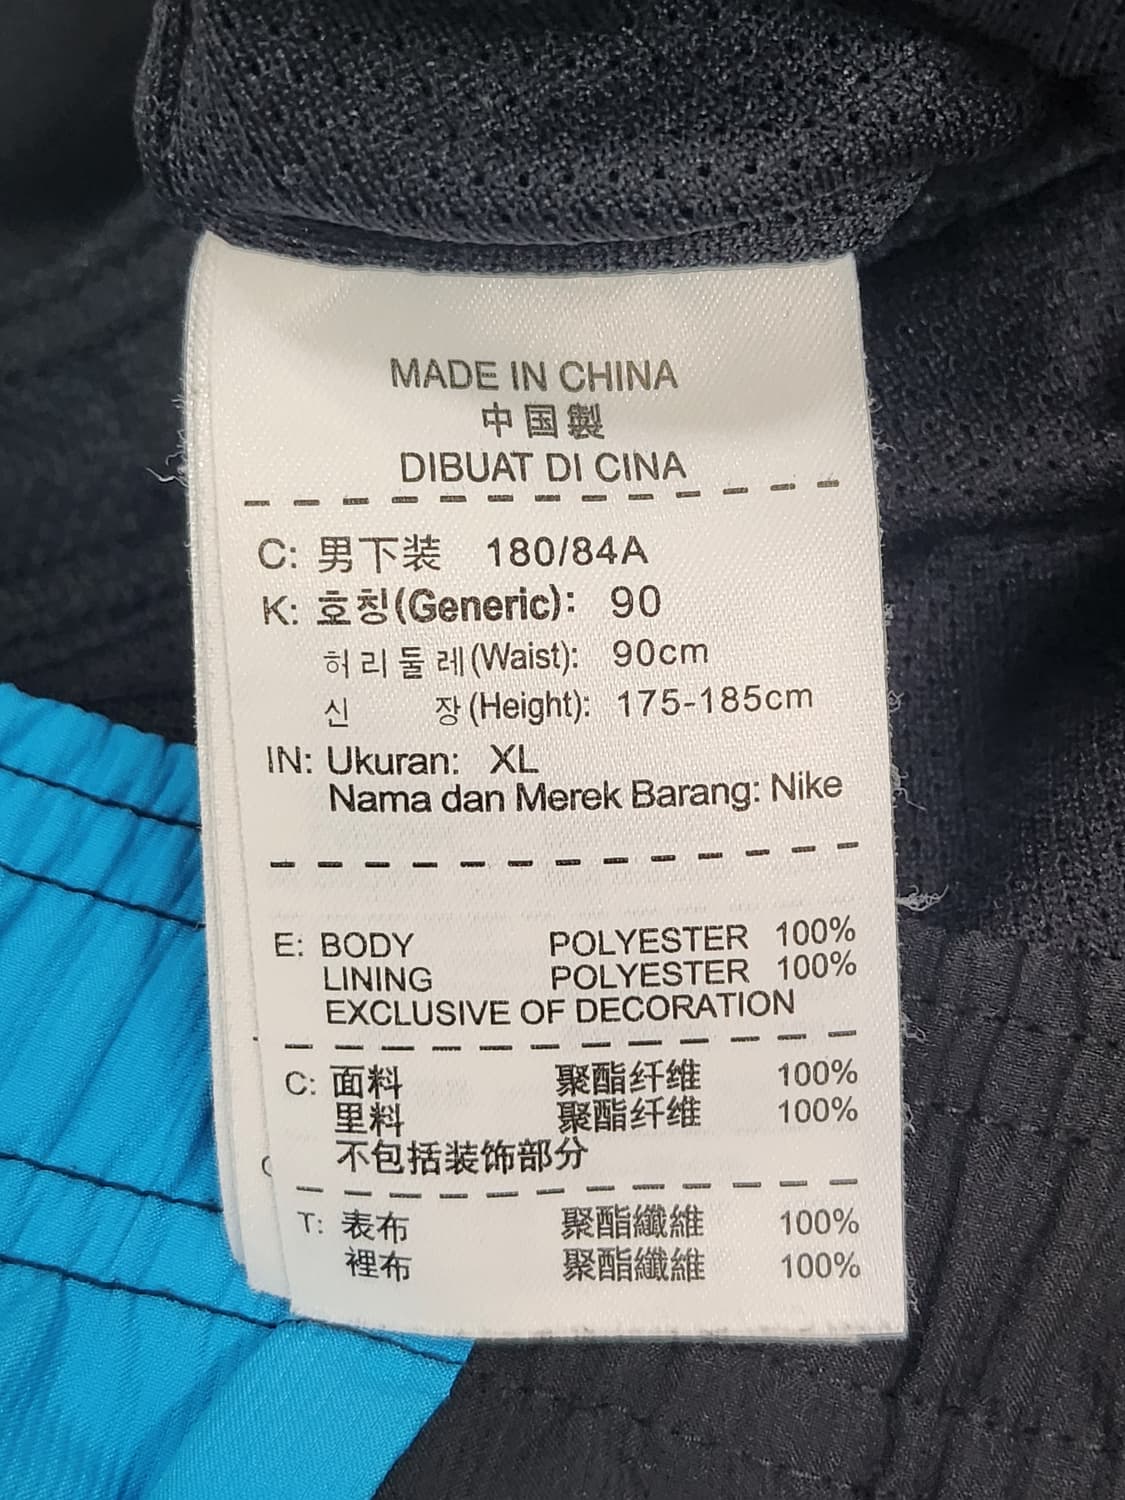 MADE IN CHINA
中国製
DIBUAT DI CINA
C: 男下装 180/84A
K: 호칭(Generic): 90
허리둘레(Waist): 90cm
신 장(Height): 175-185cm
IN: Ukuran: XL
Nama dan Merek Barang: Nike
E: BODY POLYESTER 100%
LINING POLYESTER 100%
EXCLUSIVE OF DECORATION
C: 面料 聚酯纤维 100%
里料 聚酯纤维 100%
不包括装饰部分
T: 表布 聚酯纖維 100%
裡布 聚酯纖維 100%